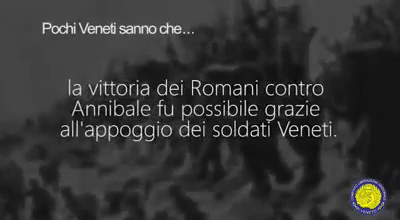 Pochi Veneti sanno che...
la vittoria dei Romani contro
Annibale fu possibile grazie
all'appoggio dei soldati Veneti.